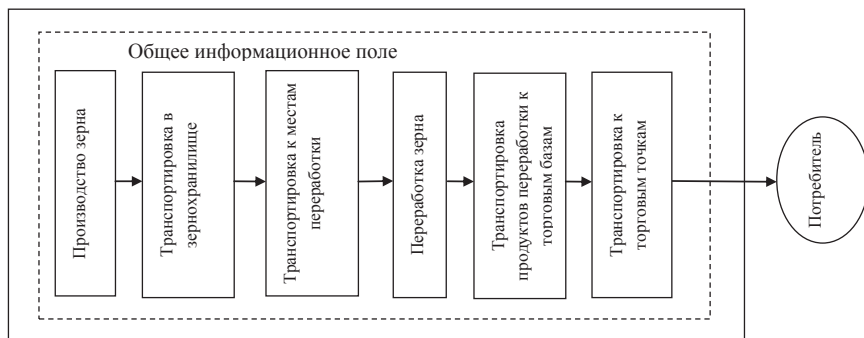 Общее информационное поле
Производство зерна
Транспортировка в
зернохранилище
Транспортировка к местам
переработки
Переработка зерна
Транспортировка
продуктов переработки к
торговым базам
Транспортировка к
торговым точкам
Потребитель